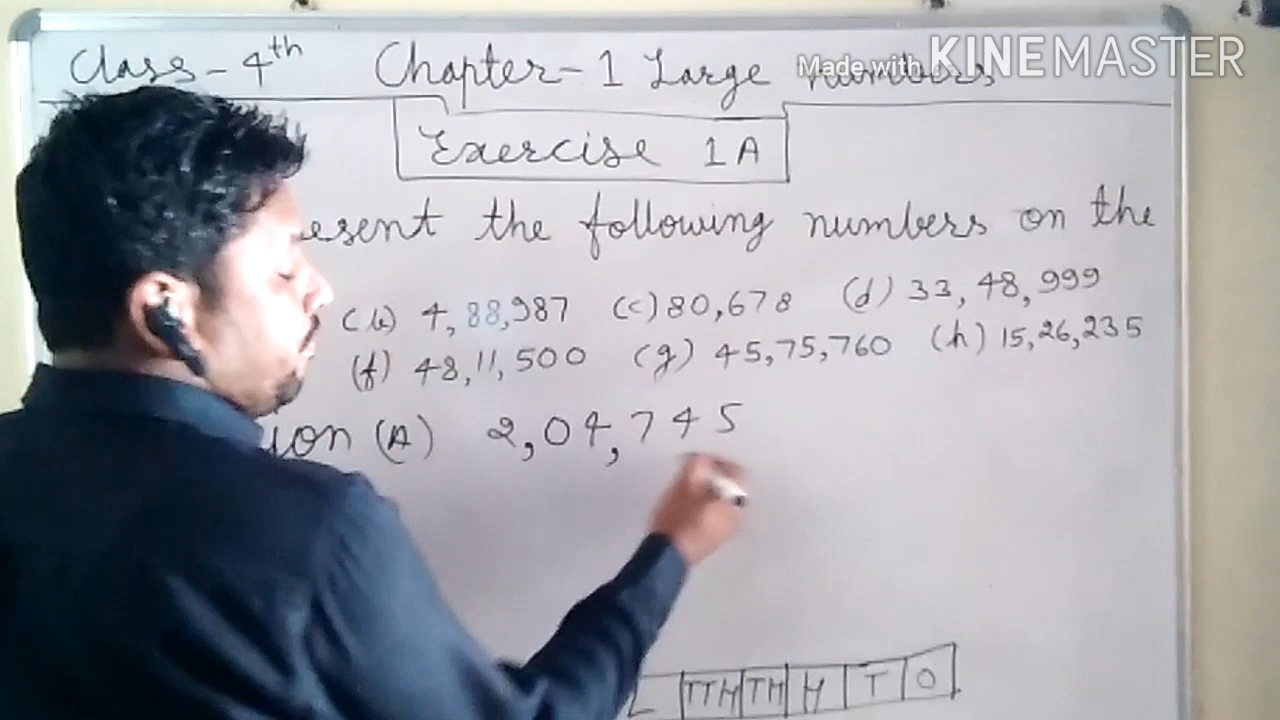 Class - 4th Chapter - 1 Large numbers
Made with KINEMASTER
Exercise 1A
esent the following numbers on the
(b) 4,88,987 (c) 80,678 (d) 33,48,999
(f) 48,11,500 (g) 45,75,760 (h) 15,26,235
ion (A) 2,04,745
L TTH TH H T O